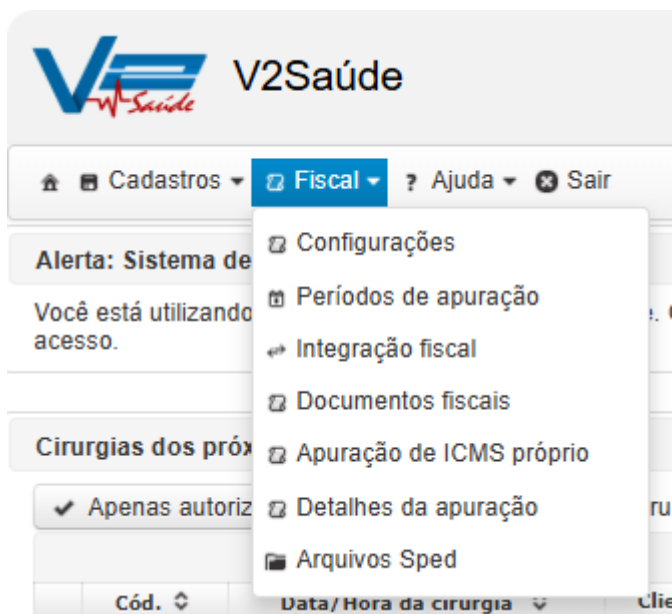 V2 Saúde
V2Saúde
Cadastros Fiscal ? Ajuda Sair
Configurações
Alerta: Sistema de
Períodos de apuração
Você está utilizando
acesso.
Integração fiscal
Documentos fiscais
Cirurgias dos próx
Apuração de ICMS próprio
Apenas autoriz
Detalhes da apuração
ru
Arquivos Sped
Cód. Data/Hora da cirurgia Clie